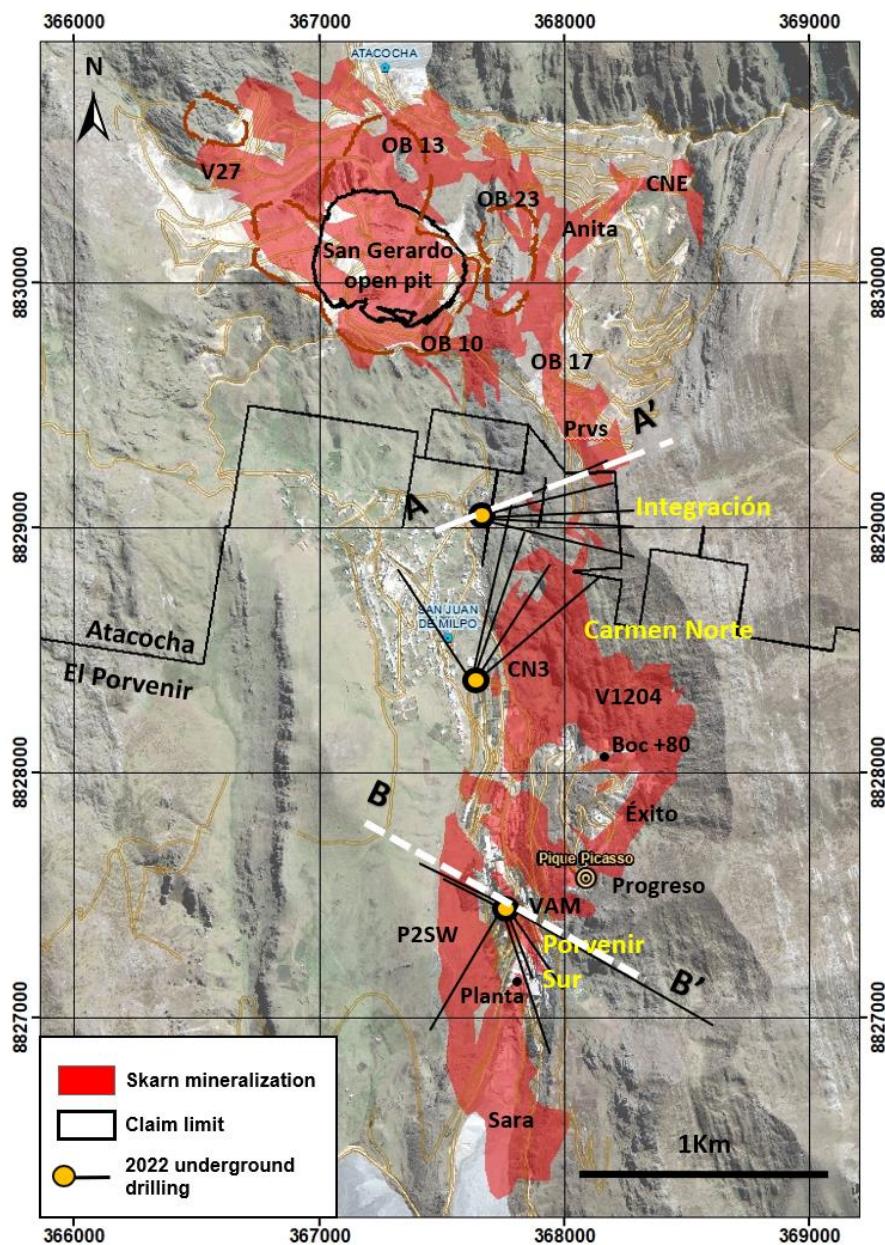 366000
367000
368000
369000
ATACOCHA
N
OB 13
V27
CNE
OB 23
Anita
San Gerardo
open pit
8830000
8830000
OB 10
OB 17
Prvs
A'
A
Integración
8829000
8829000
SAN JUAN
DE MILPO
Carmen Norte
Atacocha
El Porvenir
CN3
V1204
Boc +80
8828000
8828000
B
Éxito
Pique Picasso
Progreso
VAM
P2SW
Porvenir
Sur
Planta
B'
8827000
8827000
Skarn mineralization
Claim limit
2022 underground
drilling
Sara
1Km
366000
367000
368000
369000